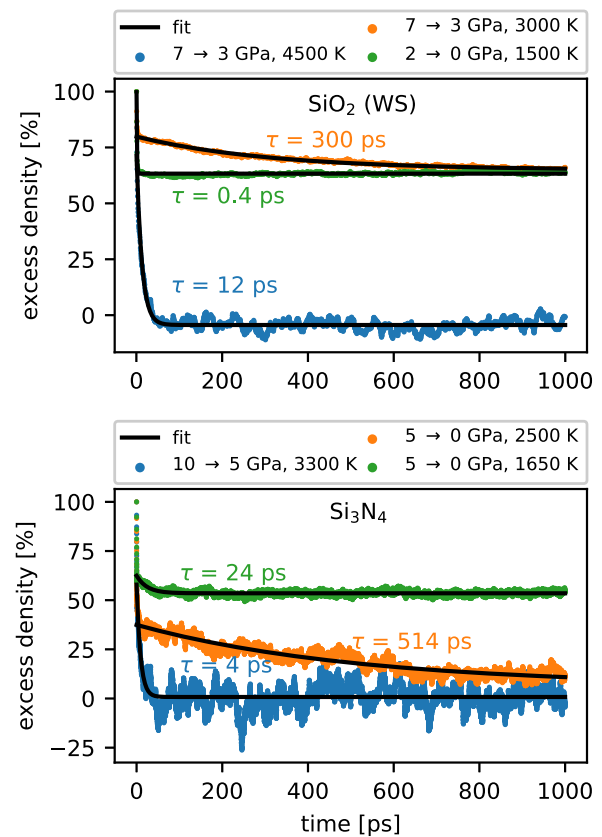 fit
7 → 3 GPa, 4500 K
7 → 3 GPa, 3000 K
2 → 0 GPa, 1500 K
SiO₂ (WS)
τ = 300 ps
τ = 0.4 ps
τ = 12 ps
excess density [%]
100
75
50
25
0
0
200
400
600
800
1000
fit
10 → 5 GPa, 3300 K
5 → 0 GPa, 2500 K
5 → 0 GPa, 1650 K
Si₃N₄
τ = 24 ps
τ = 514 ps
τ = 4 ps
excess density [%]
100
75
50
25
0
−25
0
200
400
600
800
1000
time [ps]